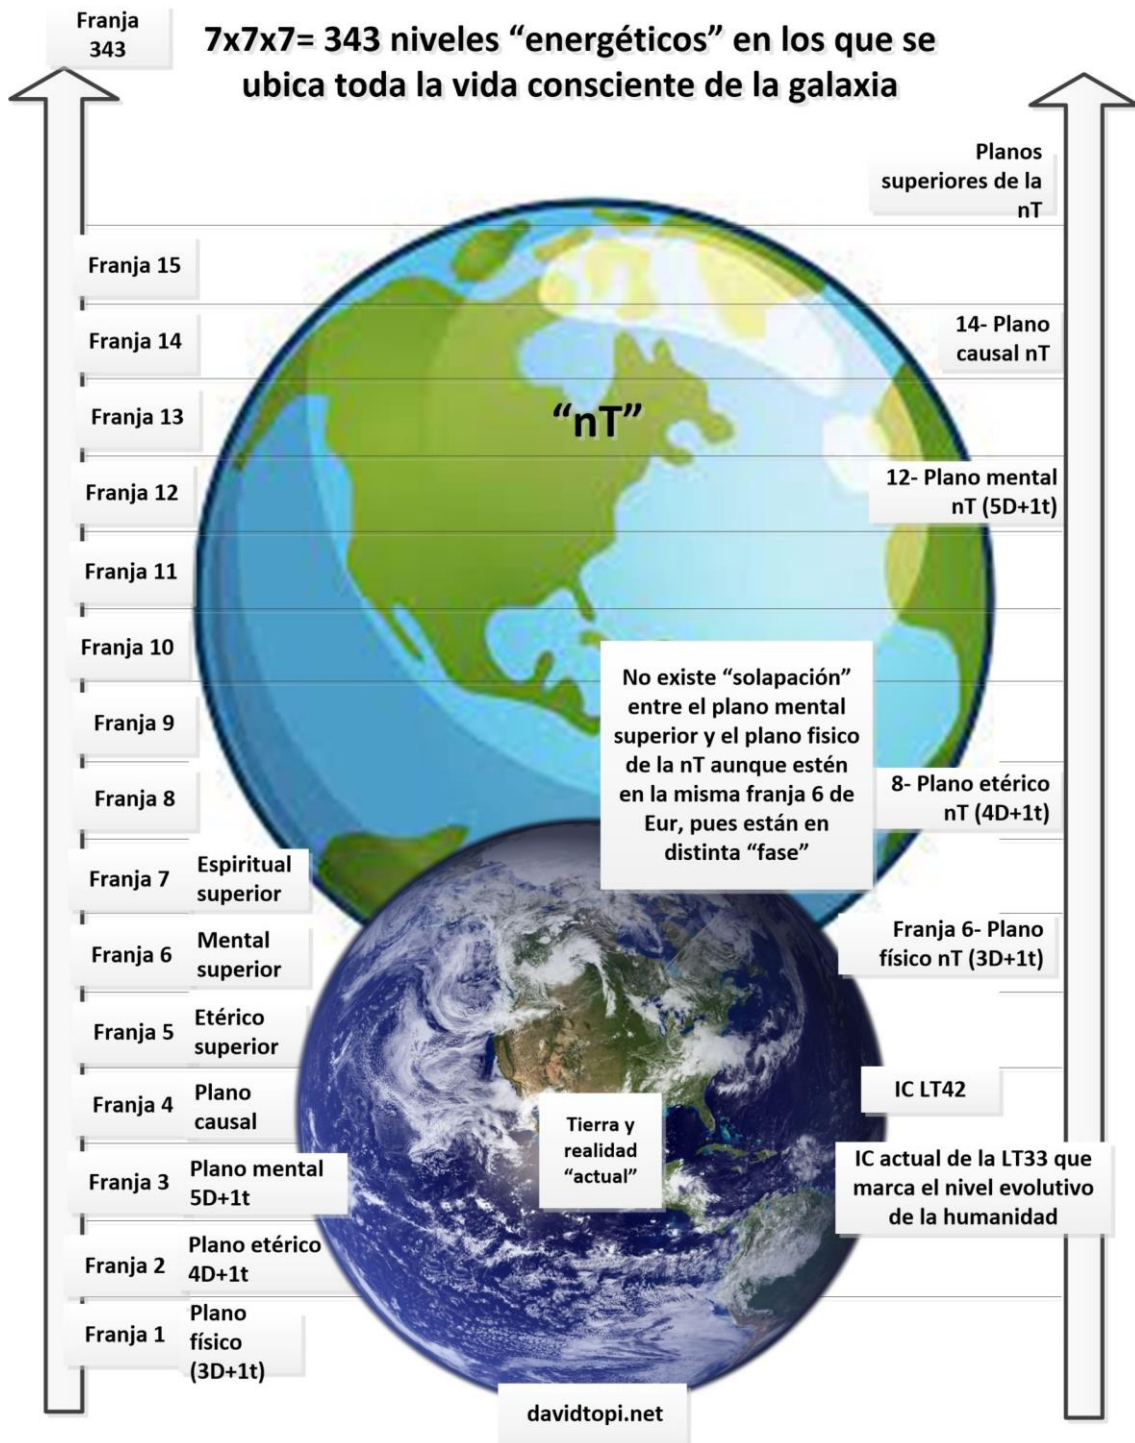 Franja
343
7x7x7= 343 niveles “energéticos” en los que se
ubica toda la vida consciente de la galaxia
Planos
superiores de la
nT
Franja 15
Franja 14
14- Plano
causal nT
Franja 13
“nT”
Franja 12
12- Plano mental
nT (5D+1t)
Franja 11
Franja 10
No existe “solapación”
entre el plano mental
superior y el plano fisico
de la nT aunque estén
en la misma franja 6 de
Eur, pues están en
distinta “fase”
Franja 9
Franja 8
8- Plano etérico
nT (4D+1t)
Franja 7
Espiritual
superior
Franja 6
Mental
superior
Franja 6- Plano
físico nT (3D+1t)
Franja 5
Etérico
superior
Franja 4
Plano
causal
IC LT42
Tierra y
realidad
“actual”
Franja 3
Plano mental
5D+1t
IC actual de la LT33 que
marca el nivel evolutivo
de la humanidad
Franja 2
Plano etérico
4D+1t
Franja 1
Plano
físico
(3D+1t)
davidtopi.net